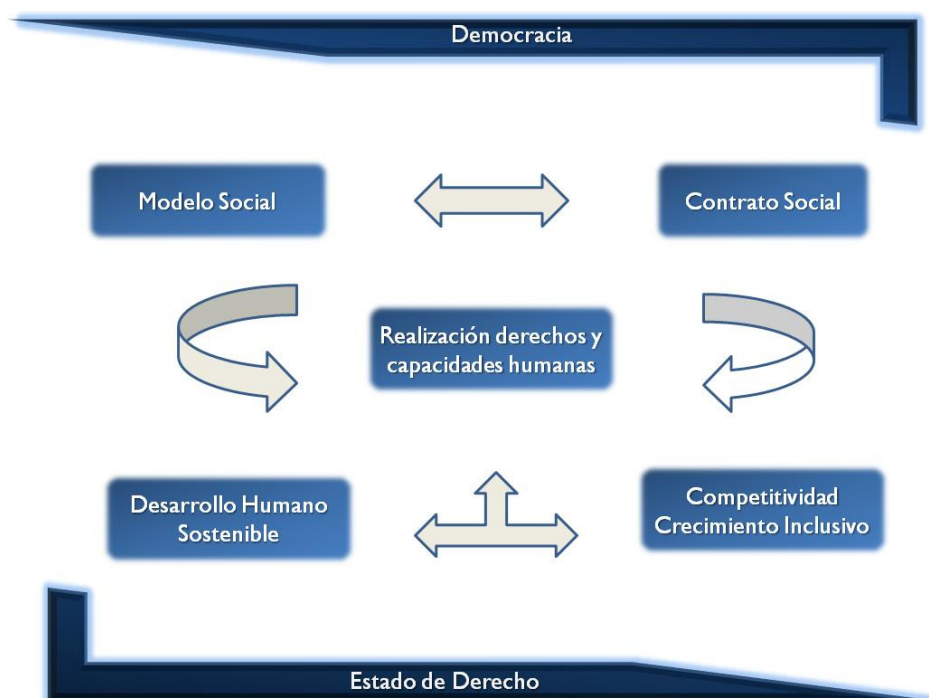 Democracia
Modelo Social
Contrato Social
Realización derechos y
capacidades humanas
Desarrollo Humano
Sostenible
Competitividad
Crecimiento Inclusivo
Estado de Derecho